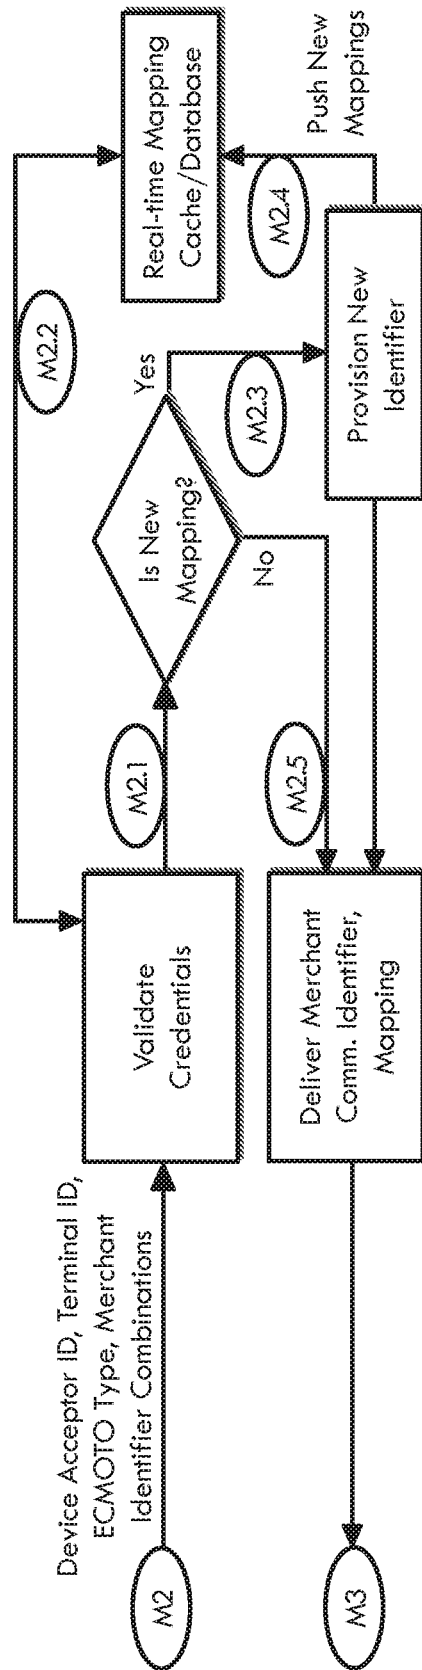 M2
Device Acceptor ID, Terminal ID,
ECMOTO Type, Merchant
Identifier Combinations
Validate
Credentials
M2.1
M2.2
Is New
Mapping?
Yes
No
M2.3
Real-time Mapping
Cache/Database
M2.4
Push New
Mappings
Provision New
Identifier
M2.5
Deliver Merchant
Comm. Identifier,
Mapping
M3